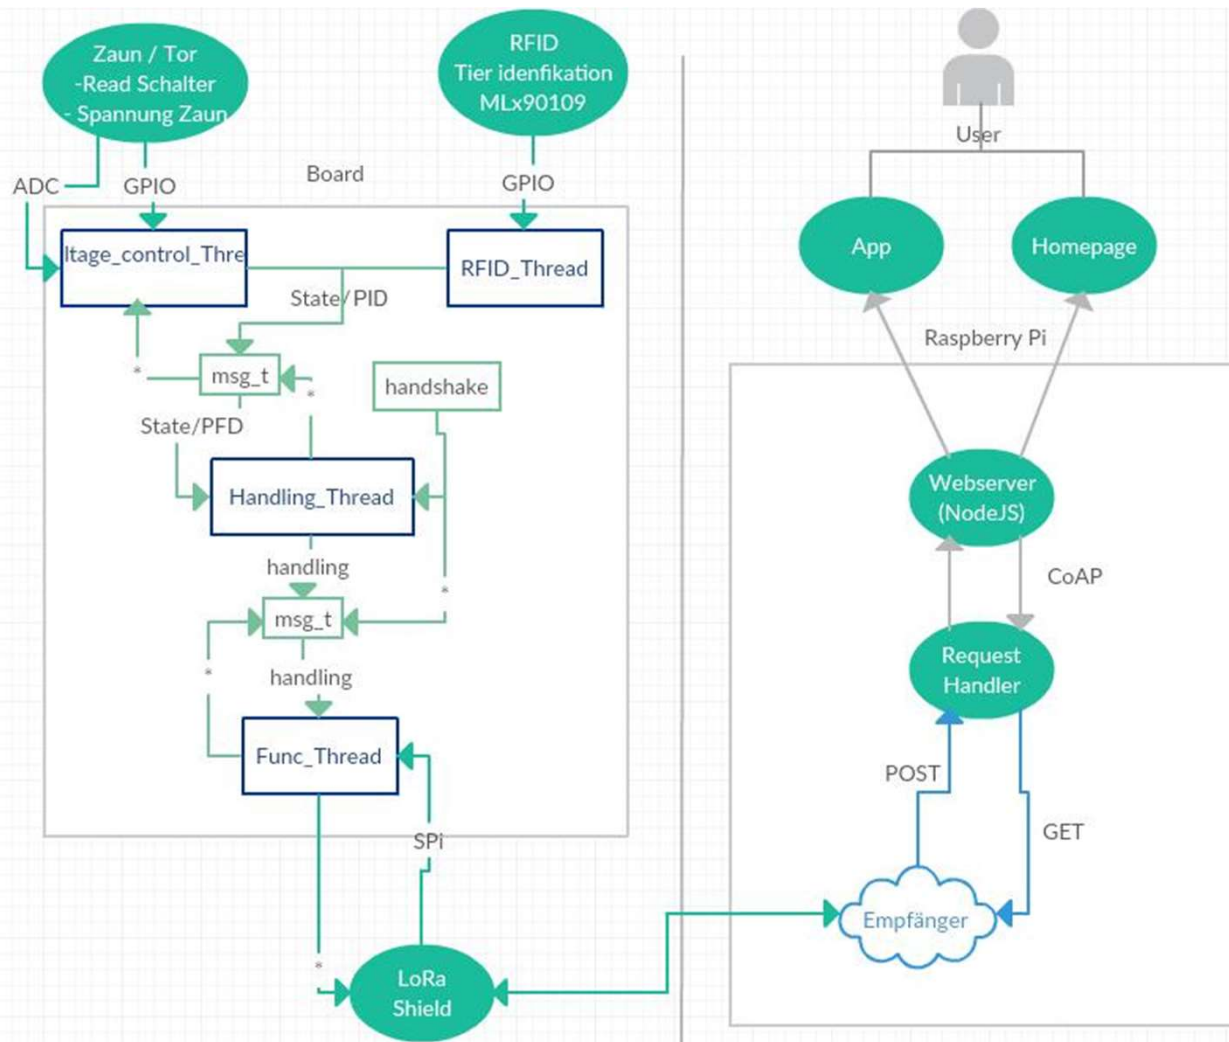 Zaun / Tor
-Read Schalter
- Spannung Zaun
RFID
Tier idenfikation
MLx90109
User
ADC
GPIO
Board
GPIO
ltage_control_Thre
RFID_Thread
App
Homepage
State/PID
Raspberry Pi
*
msg_t
*
handshake
State/PFD
Handling_Thread
Webserver
(NodeJS)
handling
CoAP
*
msg_t
Request
Handler
*
handling
Func_Thread
POST
SPi
GET
Empfänger
*
LoRa
Shield